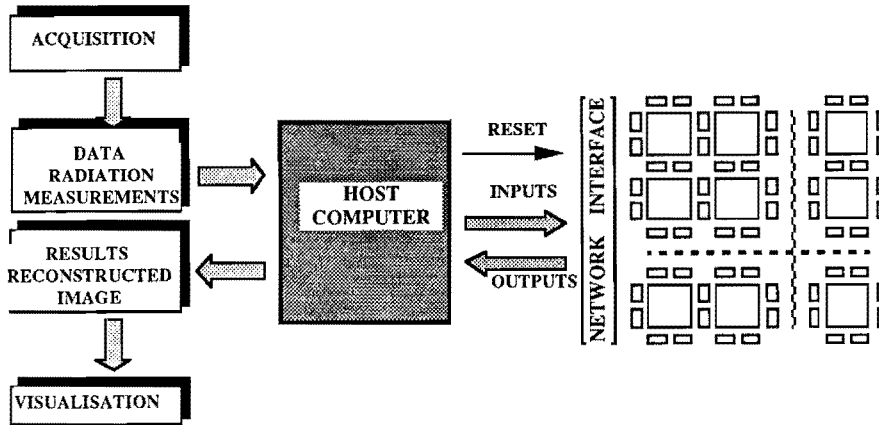 ACQUISITION
DATA
RADIATION
MEASUREMENTS
RESULTS
RECONSTRUCTED
IMAGE
VISUALISATION
HOST
COMPUTER
RESET
INPUTS
OUTPUTS
NETWORK INTERFACE